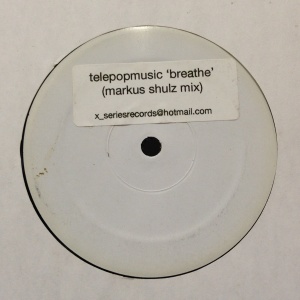 telepopmusic 'breathe'
(markus shulz mix)
x_seriesrecords@hotmail.com